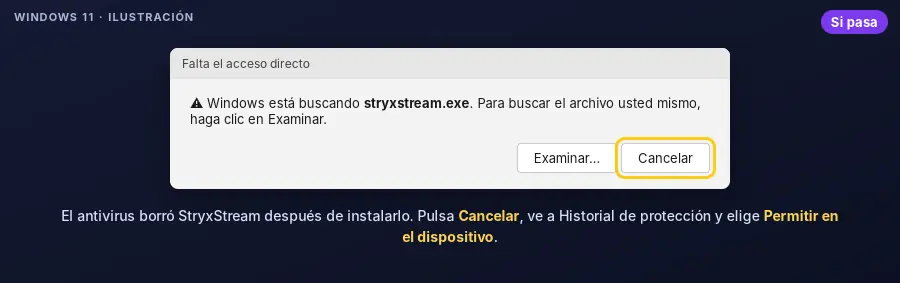 WINDOWS 11 · ILUSTRACIÓN
Si pasa
Falta el acceso directo
⚠ Windows está buscando stryxstream.exe. Para buscar el archivo usted mismo,
haga clic en Examinar.
Examinar...
Cancelar
El antivirus borró StryxStream después de instalarlo. Pulsa Cancelar, ve a Historial de protección y elige Permitir en
el dispositivo.